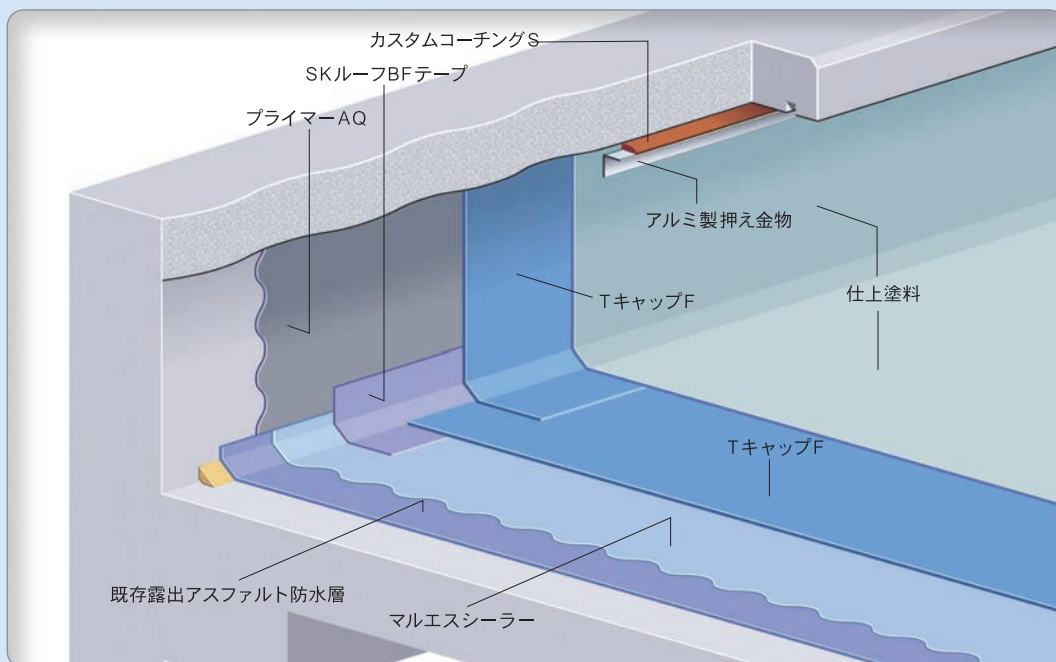 カスタムコーチングS
SKルーフBFテープ
プライマーAQ
アルミ製押え金物
TキャップF
仕上塗料
TキャップF
既存露出アスファルト防水層
マルエスシーラー